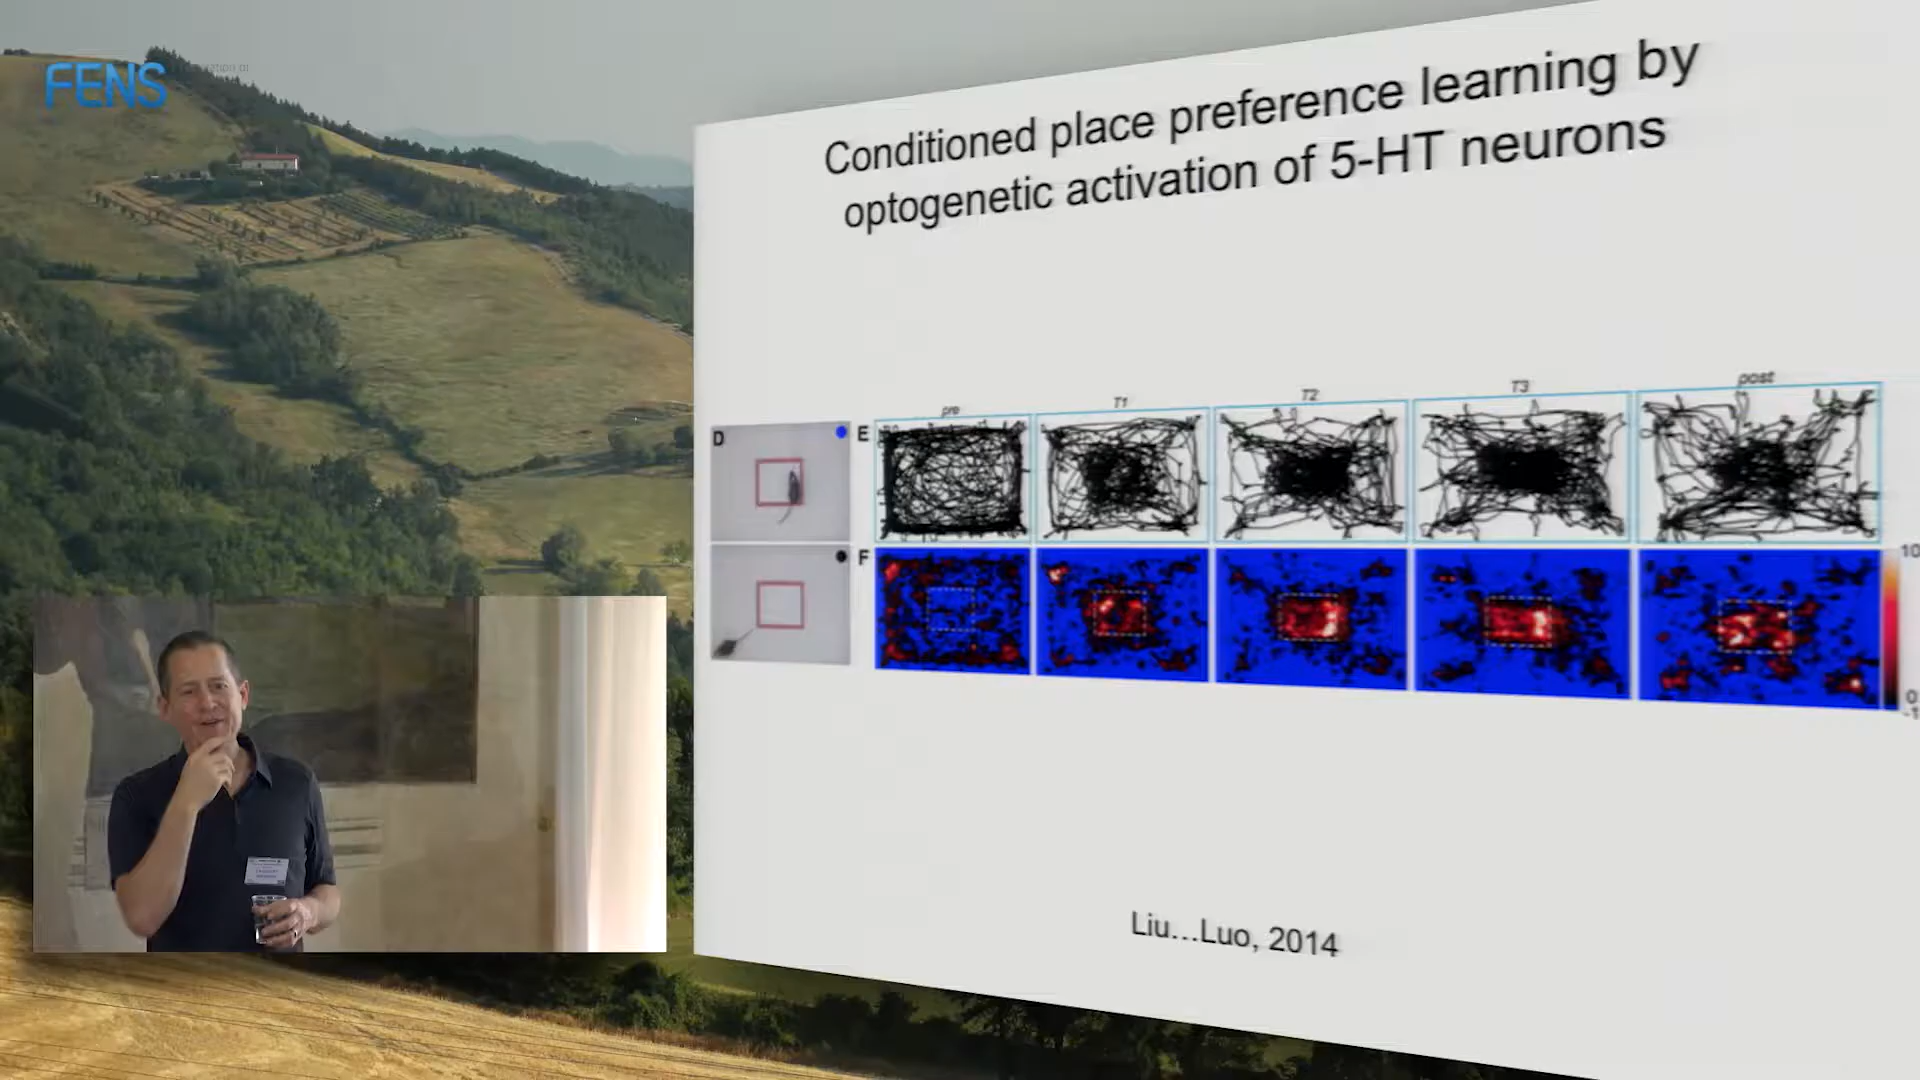 FENS
Conditioned place preference learning by
optogenetic activation of 5-HT neurons
pre
T1
T2
T3
post
D
E
F
10
0
-1
Liu...Luo, 2014